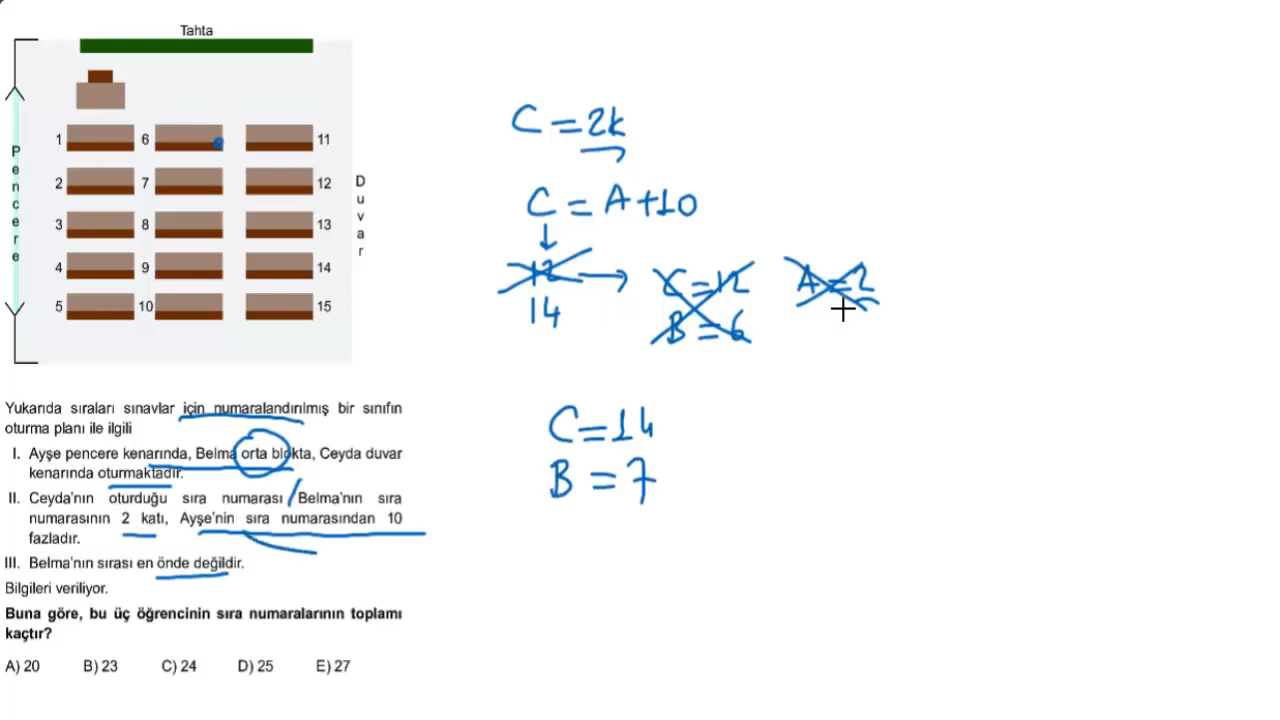 Tahta
Pencere
1 6 11
2 7 12
3 8 13
4 9 14
5 10 15
Duvar
Yukarıda sıraları sınavlar için numaralandırılmış bir sınıfın
oturma planı ile ilgili
I. Ayşe pencere kenarında, Belma orta blokta, Ceyda duvar
kenarında oturmaktadır.
II. Ceyda'nın oturduğu sıra numarası Belma'nın sıra
numarasının 2 katı, Ayşe'nin sıra numarasından 10
fazladır.
III. Belma'nın sırası en önde değildir.
Bilgileri veriliyor.
Buna göre, bu üç öğrencinin sıra numaralarının toplamı
kaçtır?
A) 20 B) 23 C) 24 D) 25 E) 27
C = 2k
C = A + 10
12 C = 12 A = 2
14 B = 6
C = 14
B = 7